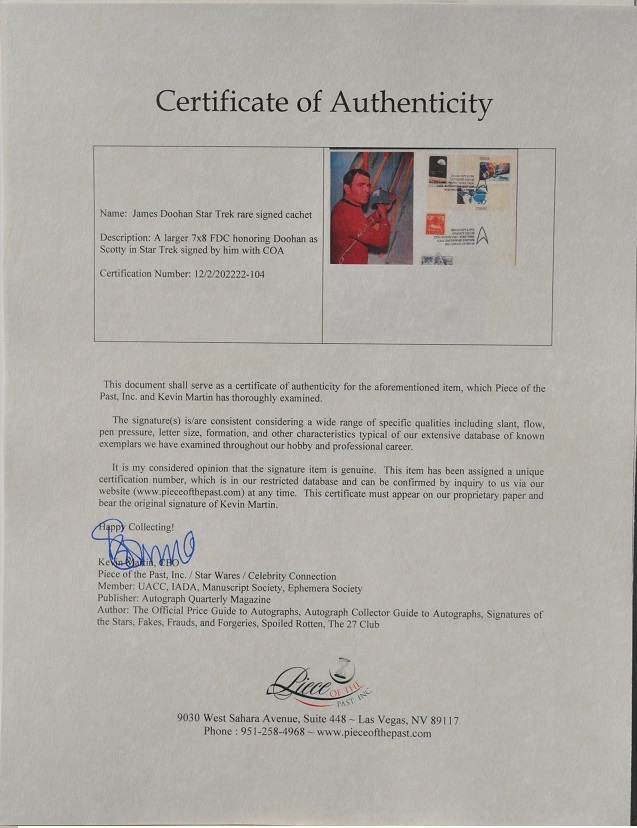 Certificate of Authenticity
Name: James Doohan Star Trek rare signed cachet
Description: A larger 7x8 FDC honoring Doohan as
Scotty in Star Trek signed by him with COA
Certification Number: 12/2/202222-104
This document shall serve as a certificate of authenticity for the aforementioned item, which Piece of the
Past, Inc. and Kevin Martin has thoroughly examined.
The signature(s) is/are consistent considering a wide range of specific qualities including slant, flow,
pen pressure, letter size, formation, and other characteristics typical of our extensive database of known
exemplars we have examined throughout our hobby and professional career.
It is my considered opinion that the signature item is genuine. This item has been assigned a unique
certification number, which is in our restricted database and can be confirmed by inquiry to us via our
website (www.pieceofthepast.com) at any time. This certificate must appear on our proprietary paper and
bear the original signature of Kevin Martin.
Happy Collecting!
Kevin Martin, CEO
Piece of the Past, Inc. / Star Wares / Celebrity Connection
Member: UACC, IADA, Manuscript Society, Ephemera Society
Publisher: Autograph Quarterly Magazine
Author: The Official Price Guide to Autographs, Autograph Collector Guide to Autographs, Signatures of
the Stars, Fakes, Frauds, and Forgeries, Spoiled Rotten, The 27 Club
Piece OF THE
PAST INC.
9030 West Sahara Avenue, Suite 448 ~ Las Vegas, NV 89117
Phone : 951-258-4968 ~ www.pieceofthepast.com